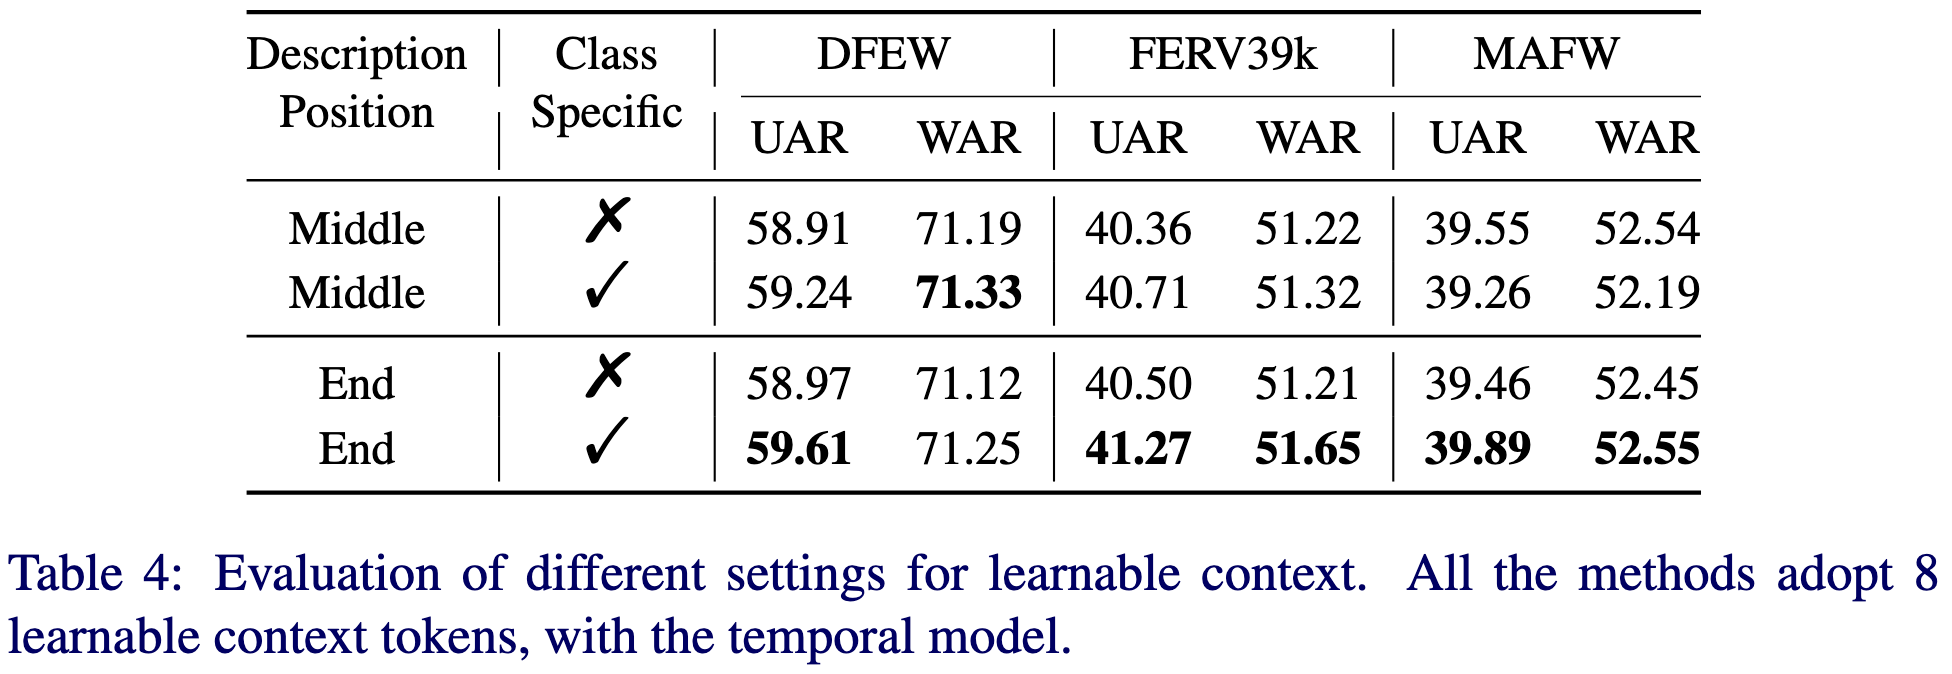 Description Class DFEW FERV39k MAFW
Position Specific
UAR WAR UAR WAR UAR WAR
Middle ✗ 58.91 71.19 40.36 51.22 39.55 52.54
Middle ✓ 59.24 71.33 40.71 51.32 39.26 52.19
End ✗ 58.97 71.12 40.50 51.21 39.46 52.45
End ✓ 59.61 71.25 41.27 51.65 39.89 52.55
Table 4: Evaluation of different settings for learnable context. All the methods adopt 8
learnable context tokens, with the temporal model.